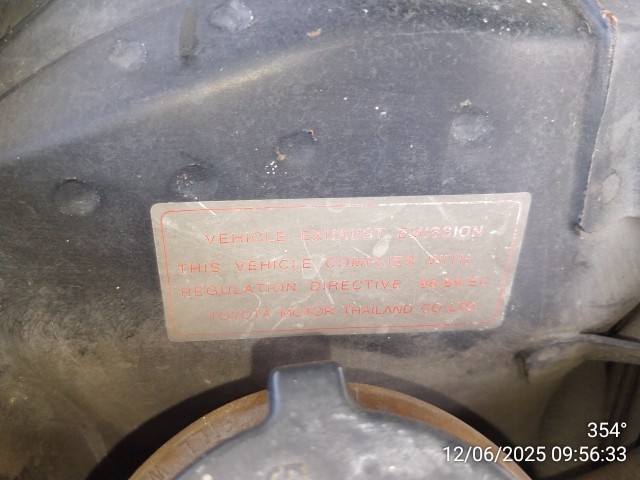 VEHICLE EXHAUST EMISSION
THIS VEHICLE COMPLIES WITH
REGULATION DIRECTIVE
TOYOTA MOTOR THAILAND CO.,LTD
354°
12/06/2025 09:56:33